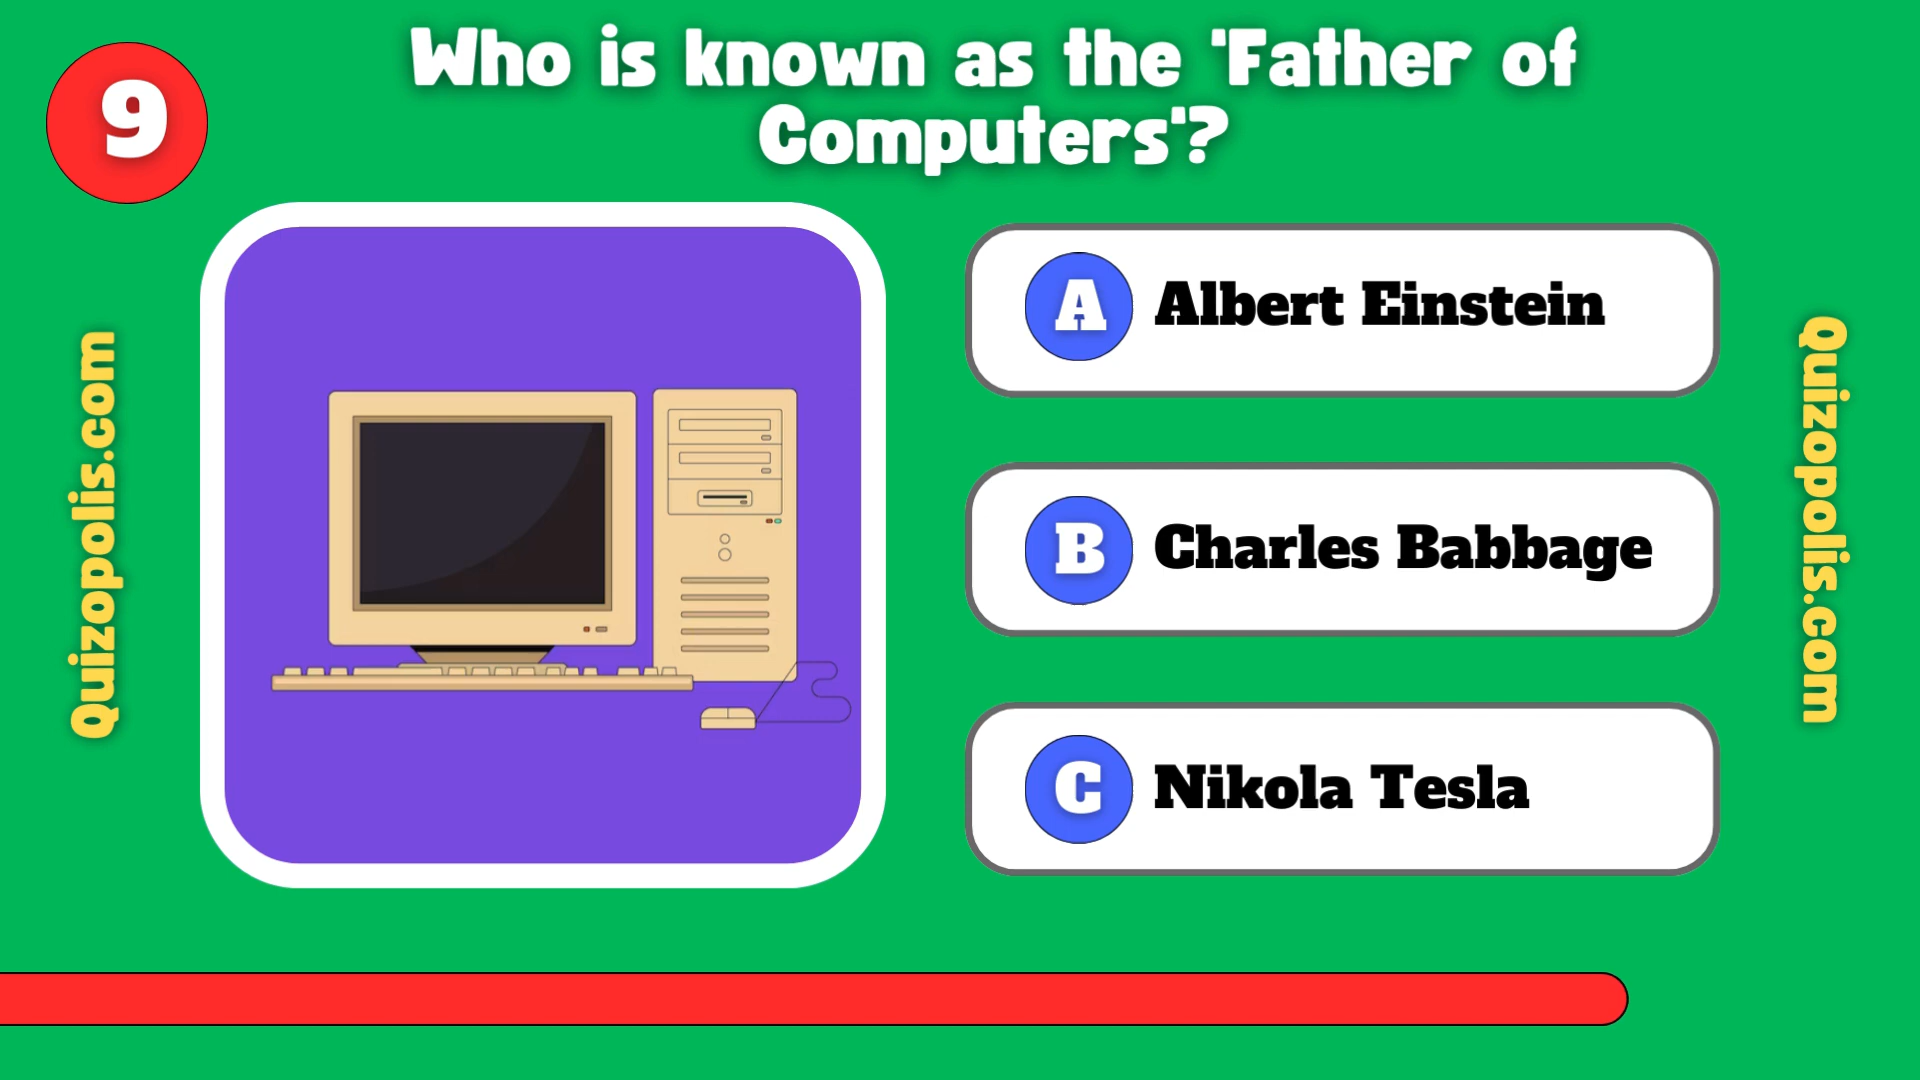 9
Who is known as the 'Father of
Computers'?
A Albert Einstein
B Charles Babbage
C Nikola Tesla
Quizopolis.com
Quizopolis.com